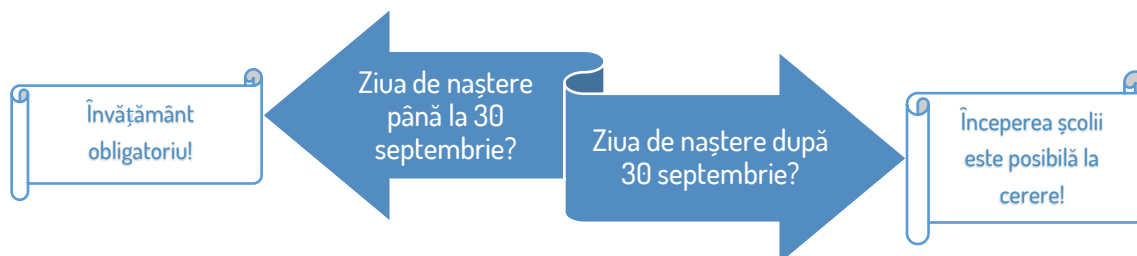 Învățământ
obligatoriu!
Ziua de naștere
până la 30
septembrie?
Ziua de naștere după
30 septembrie?
Începerea școlii
este posibilă la
cerere!